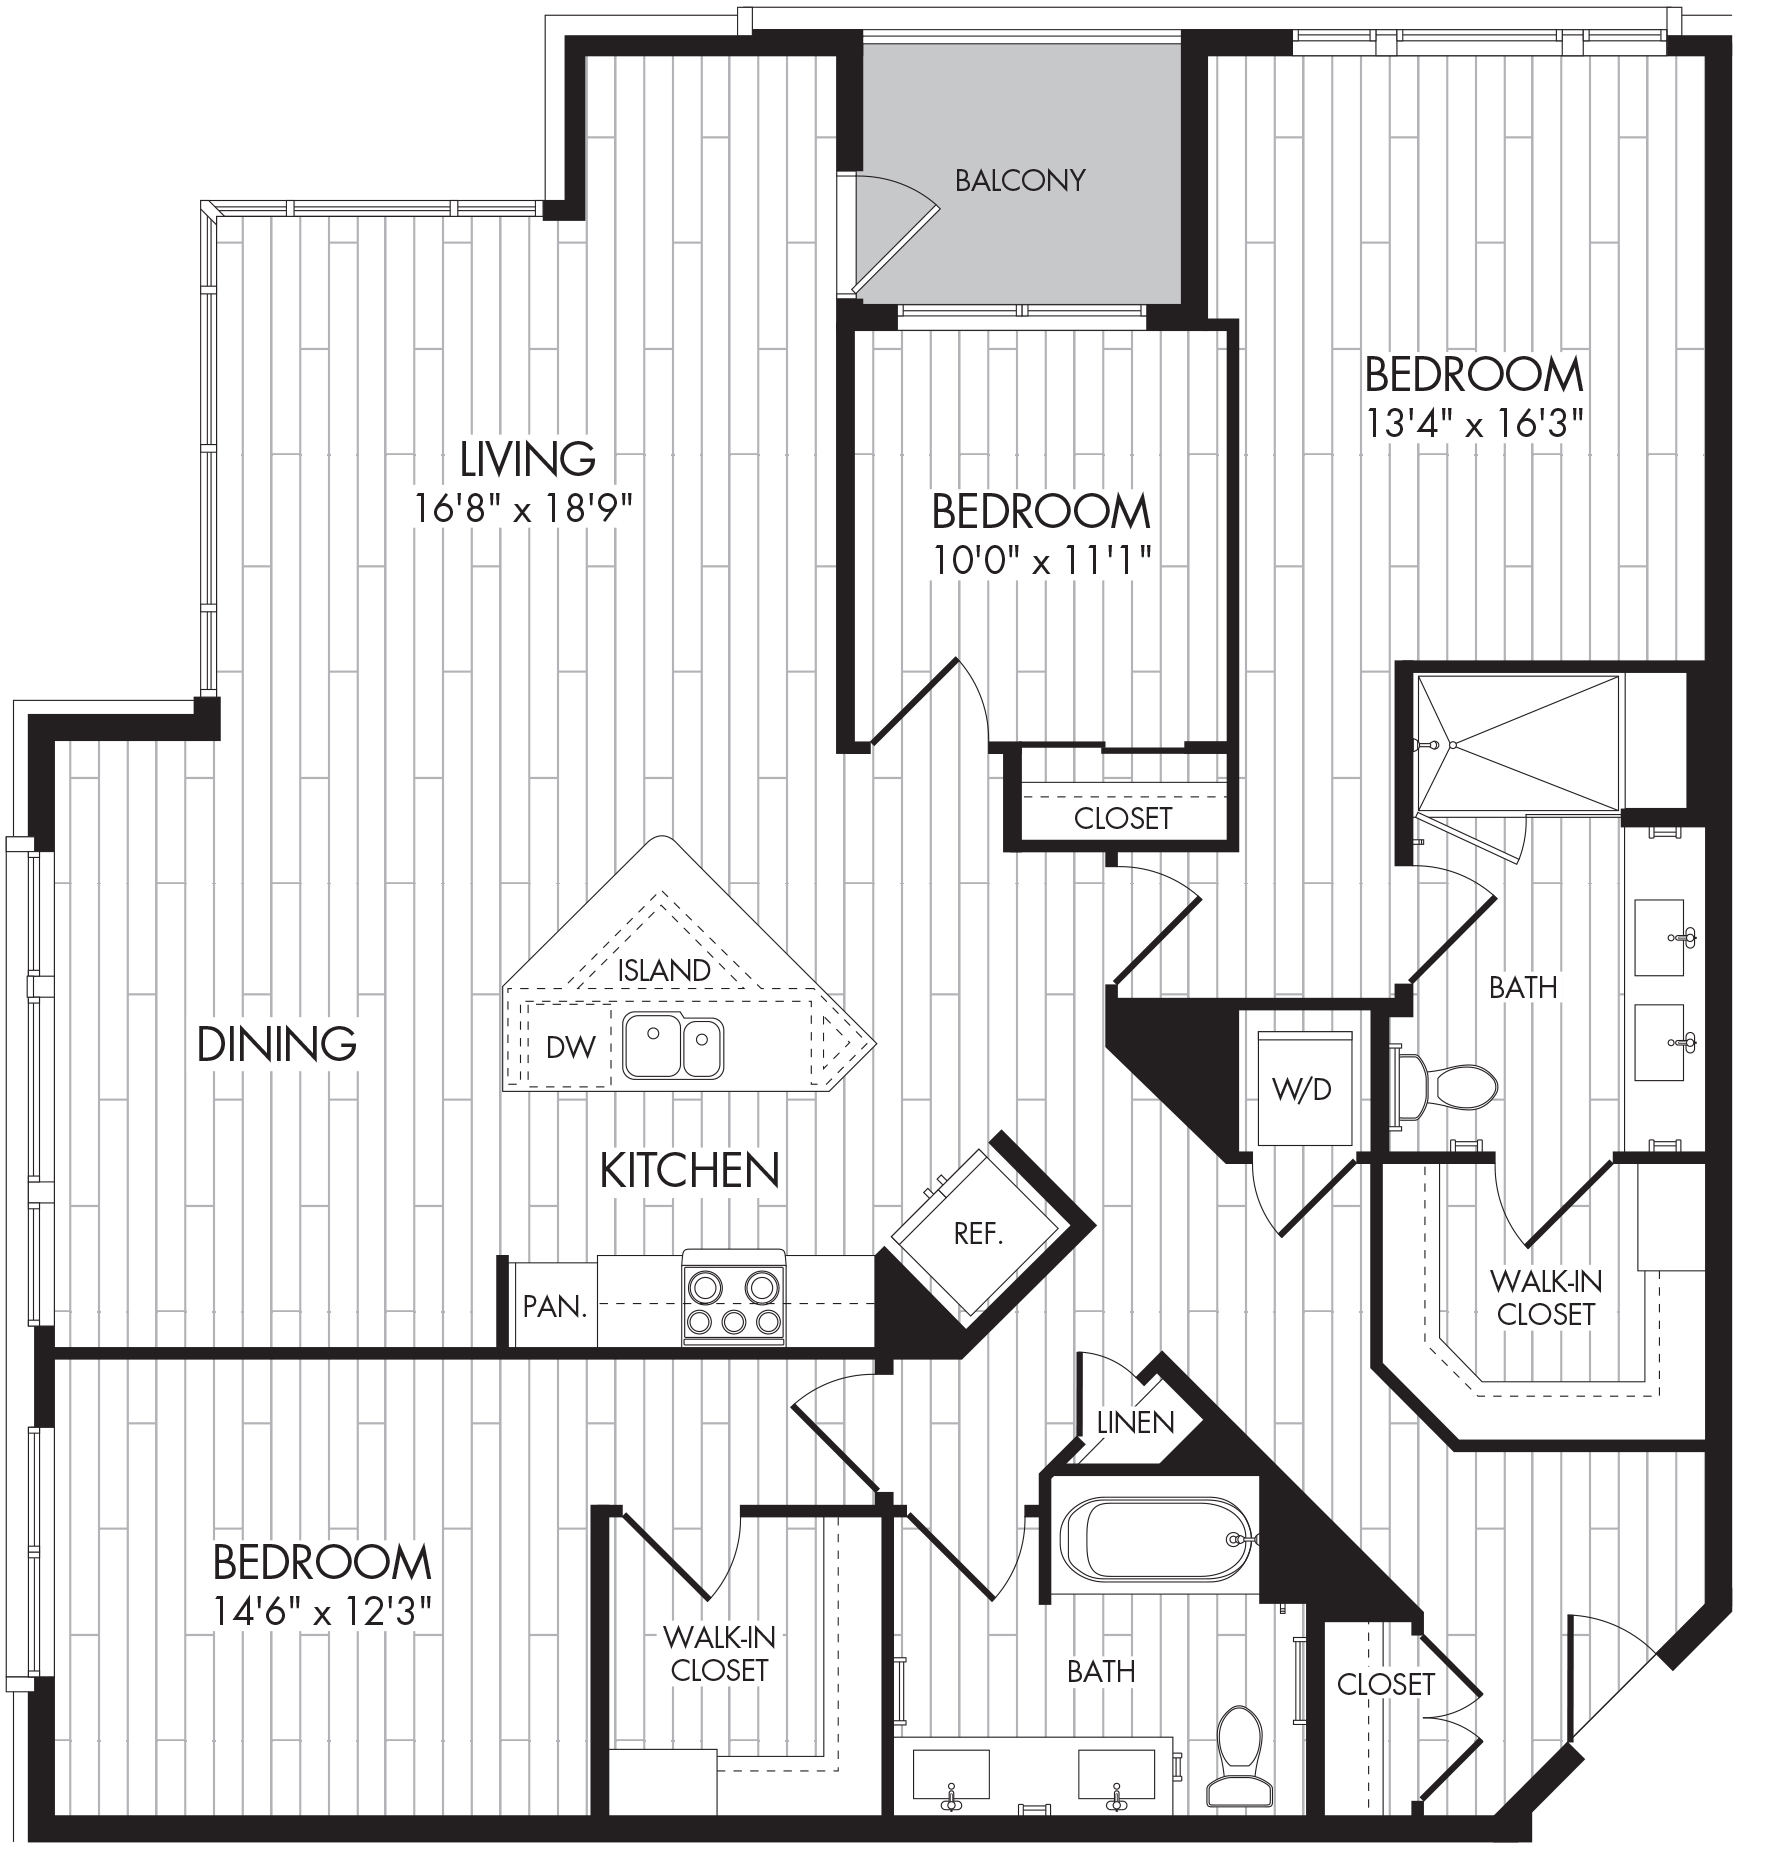 BALCONY
BEDROOM
13'4" x 16'3"
LIVING
16'8" x 18'9"
BEDROOM
10'0" x 11'1"
CLOSET
ISLAND
BATH
DINING
DW
W/D
KITCHEN
REF.
WALK-IN
CLOSET
PAN.
LINEN
BEDROOM
14'6" x 12'3"
WALK-IN
CLOSET
BATH
CLOSET